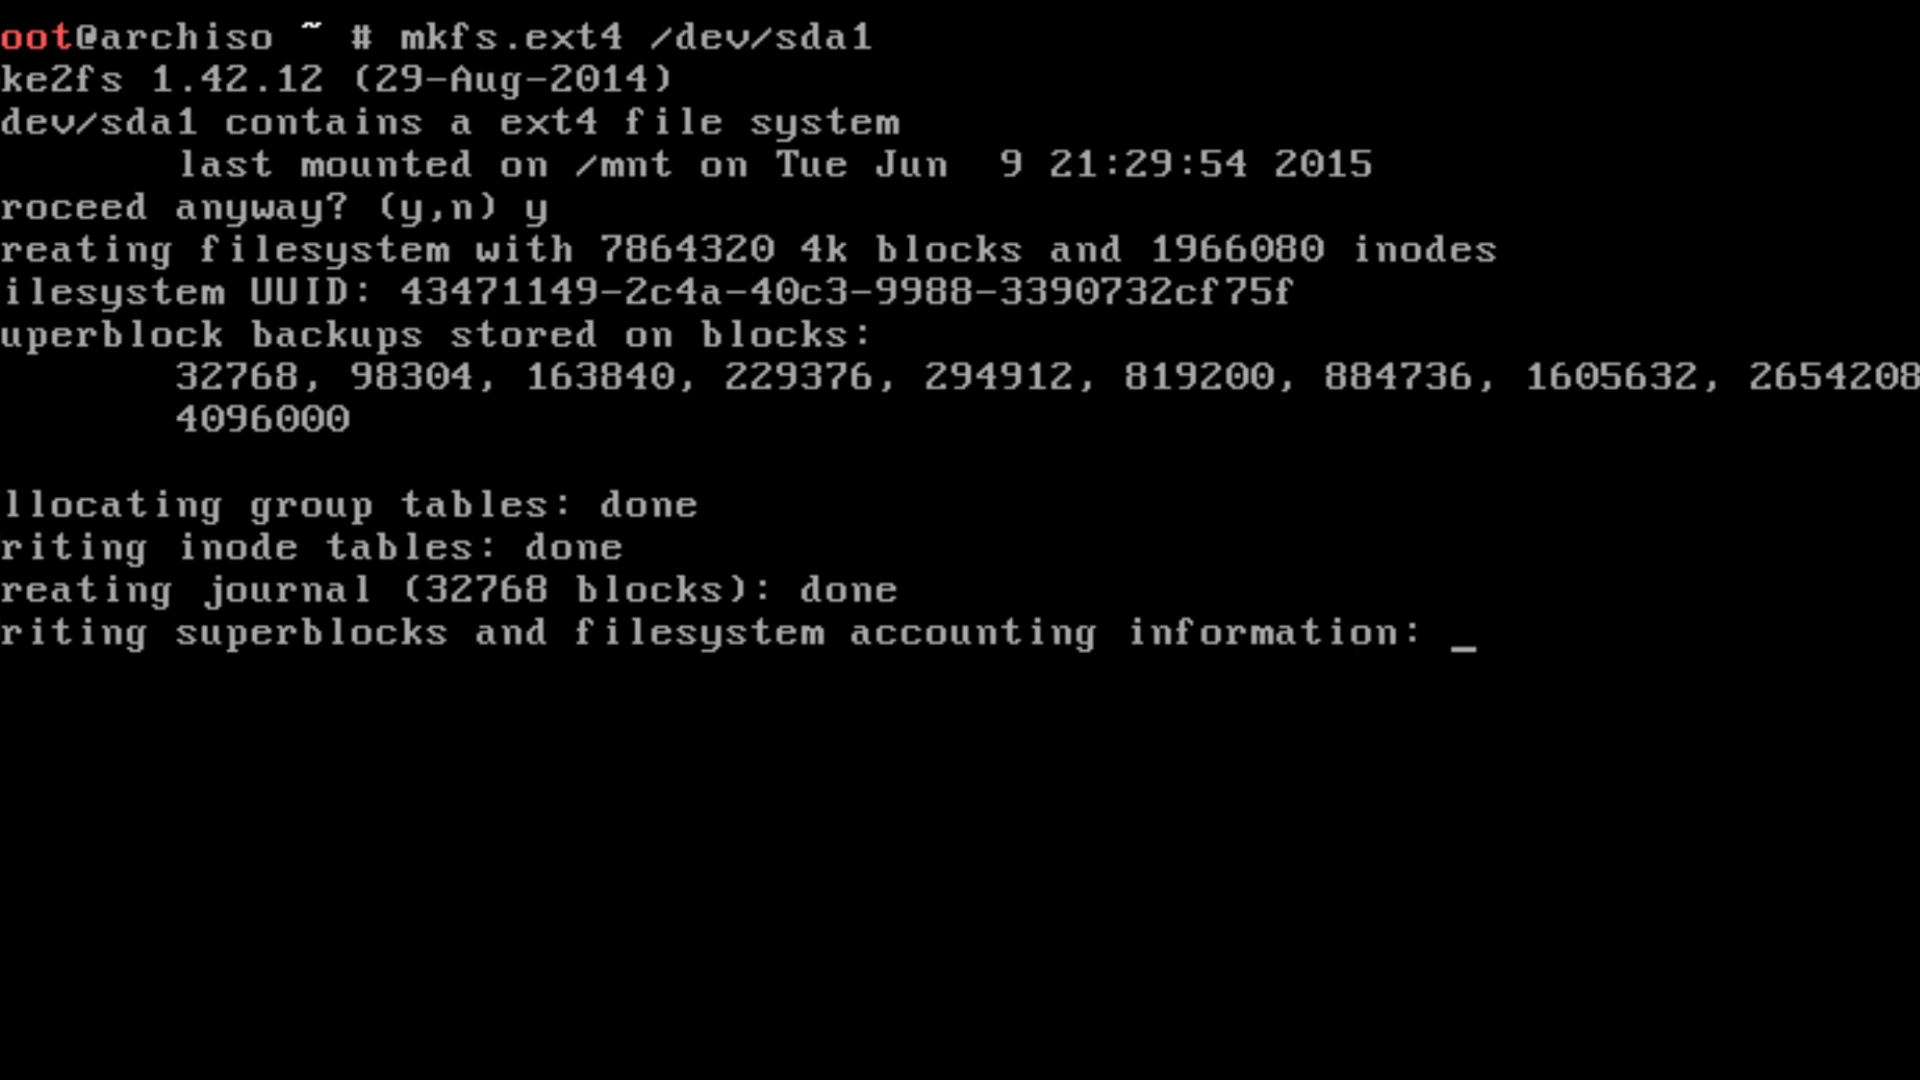 oot@archiso ~ # mkfs.ext4 /dev/sda1
ke2fs 1.42.12 (29-Aug-2014)
dev/sda1 contains a ext4 file system
last mounted on /mnt on Tue Jun  9 21:29:54 2015
roceed anyway? (y,n) y
reating filesystem with 7864320 4k blocks and 1966080 inodes
ilesystem UUID: 43471149-2c4a-40c3-9988-3390732cf75f
uperblock backups stored on blocks:
32768, 98304, 163840, 229376, 294912, 819200, 884736, 1605632, 2654208
4096000
llocating group tables: done
riting inode tables: done
reating journal (32768 blocks): done
riting superblocks and filesystem accounting information: _